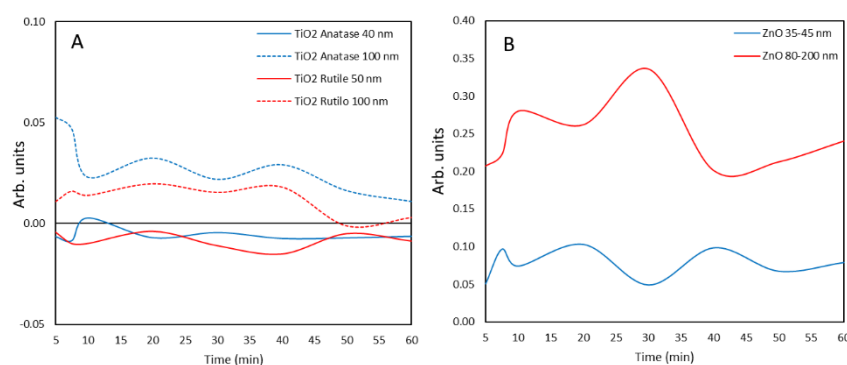 A
TiO2 Anatase 40 nm
TiO2 Anatase 100 nm
TiO2 Rutile 50 nm
TiO2 Rutilo 100 nm
0.10
0.05
0.00
-0.05
Arb. units
5 10 15 20 25 30 35 40 45 50 55 60
Time (min)
B
ZnO 35-45 nm
ZnO 80-200 nm
0.40
0.35
0.30
0.25
0.20
0.15
0.10
0.05
0.00
Arb. units
5 10 15 20 25 30 35 40 45 50 55 60
Time (min)